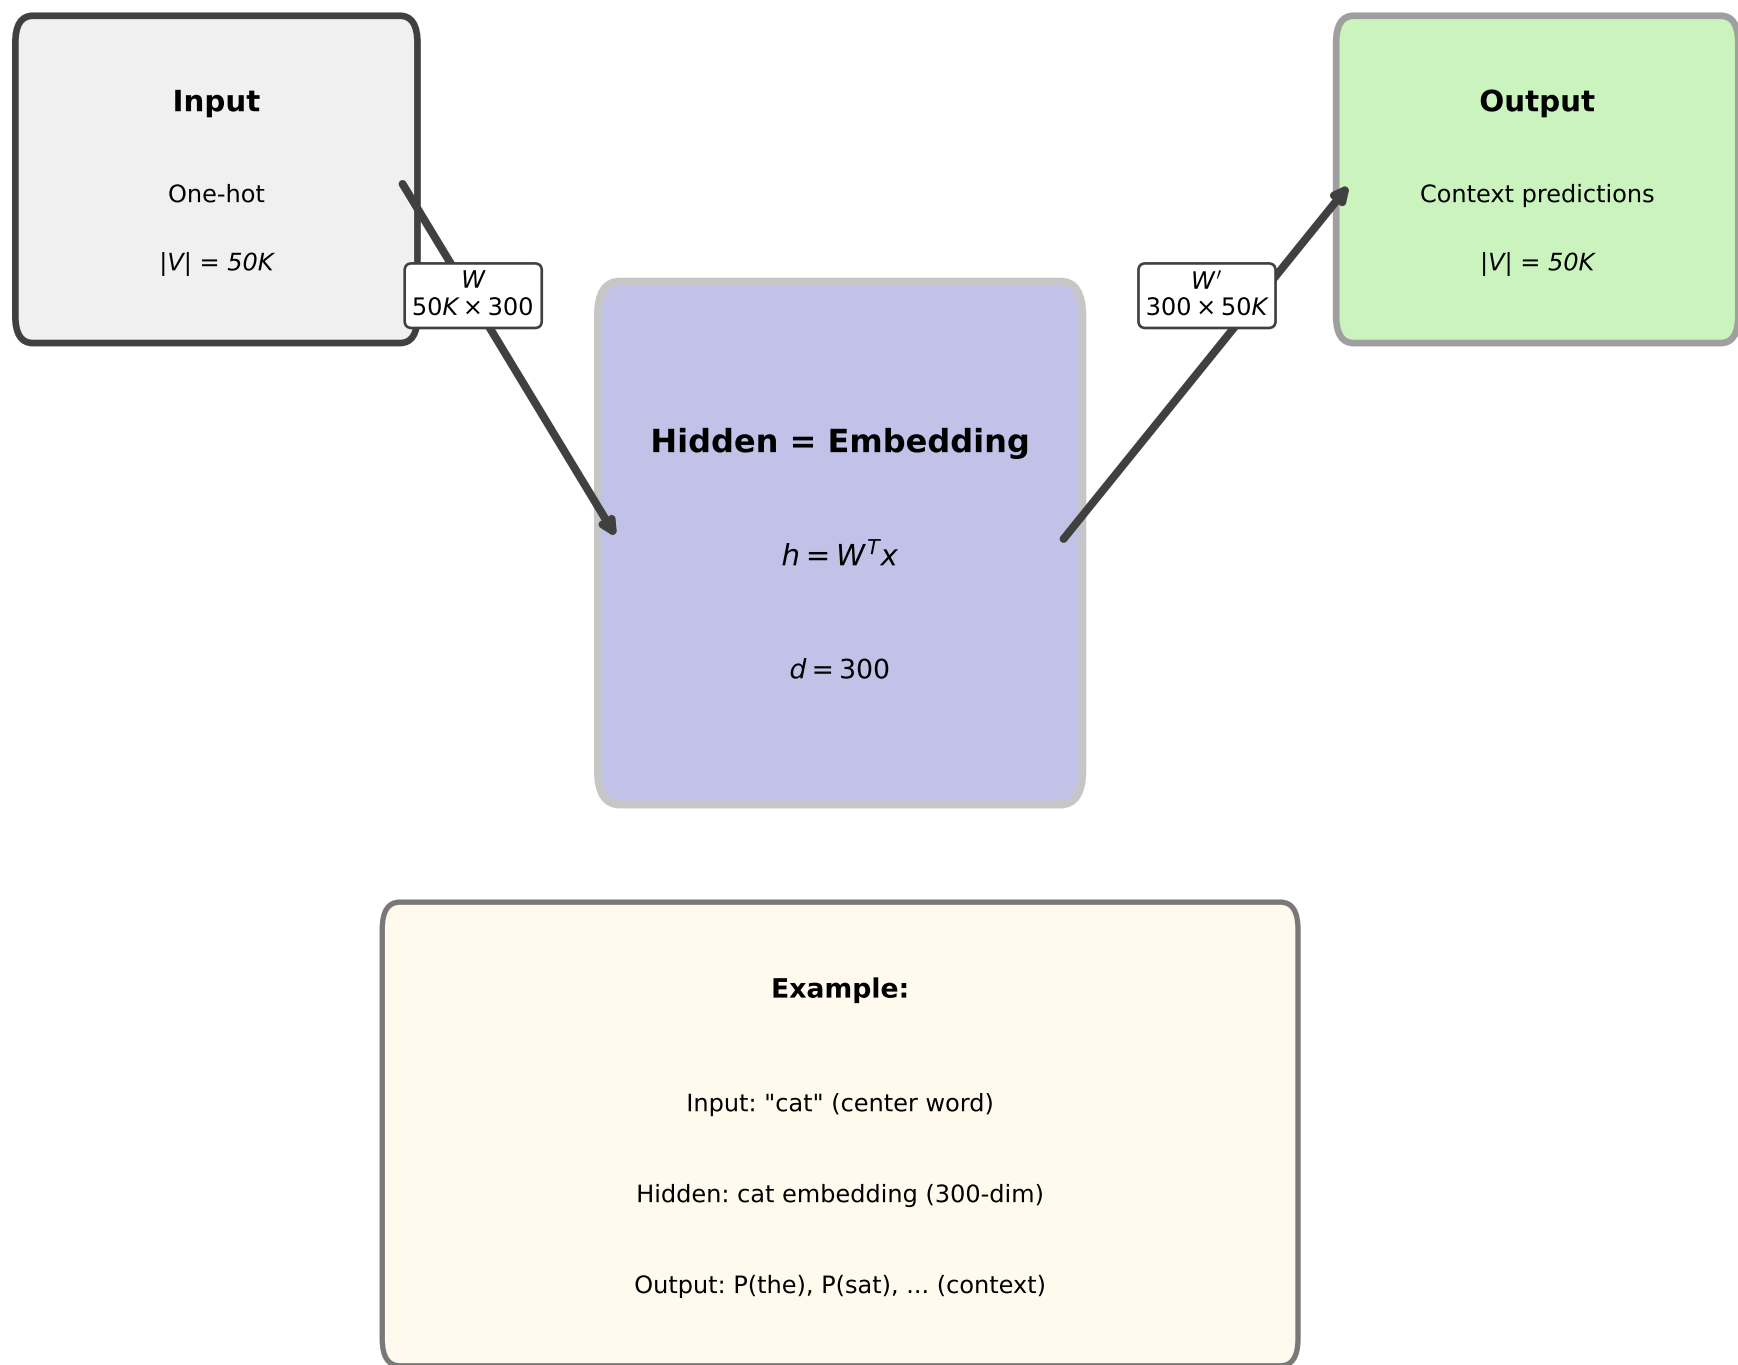 Input
One-hot
|V| = 50K
W
50K × 300
Hidden = Embedding
h = Wᵀx
d = 300
W′
300 × 50K
Output
Context predictions
|V| = 50K
Example:
Input: "cat" (center word)
Hidden: cat embedding (300-dim)
Output: P(the), P(sat), ... (context)